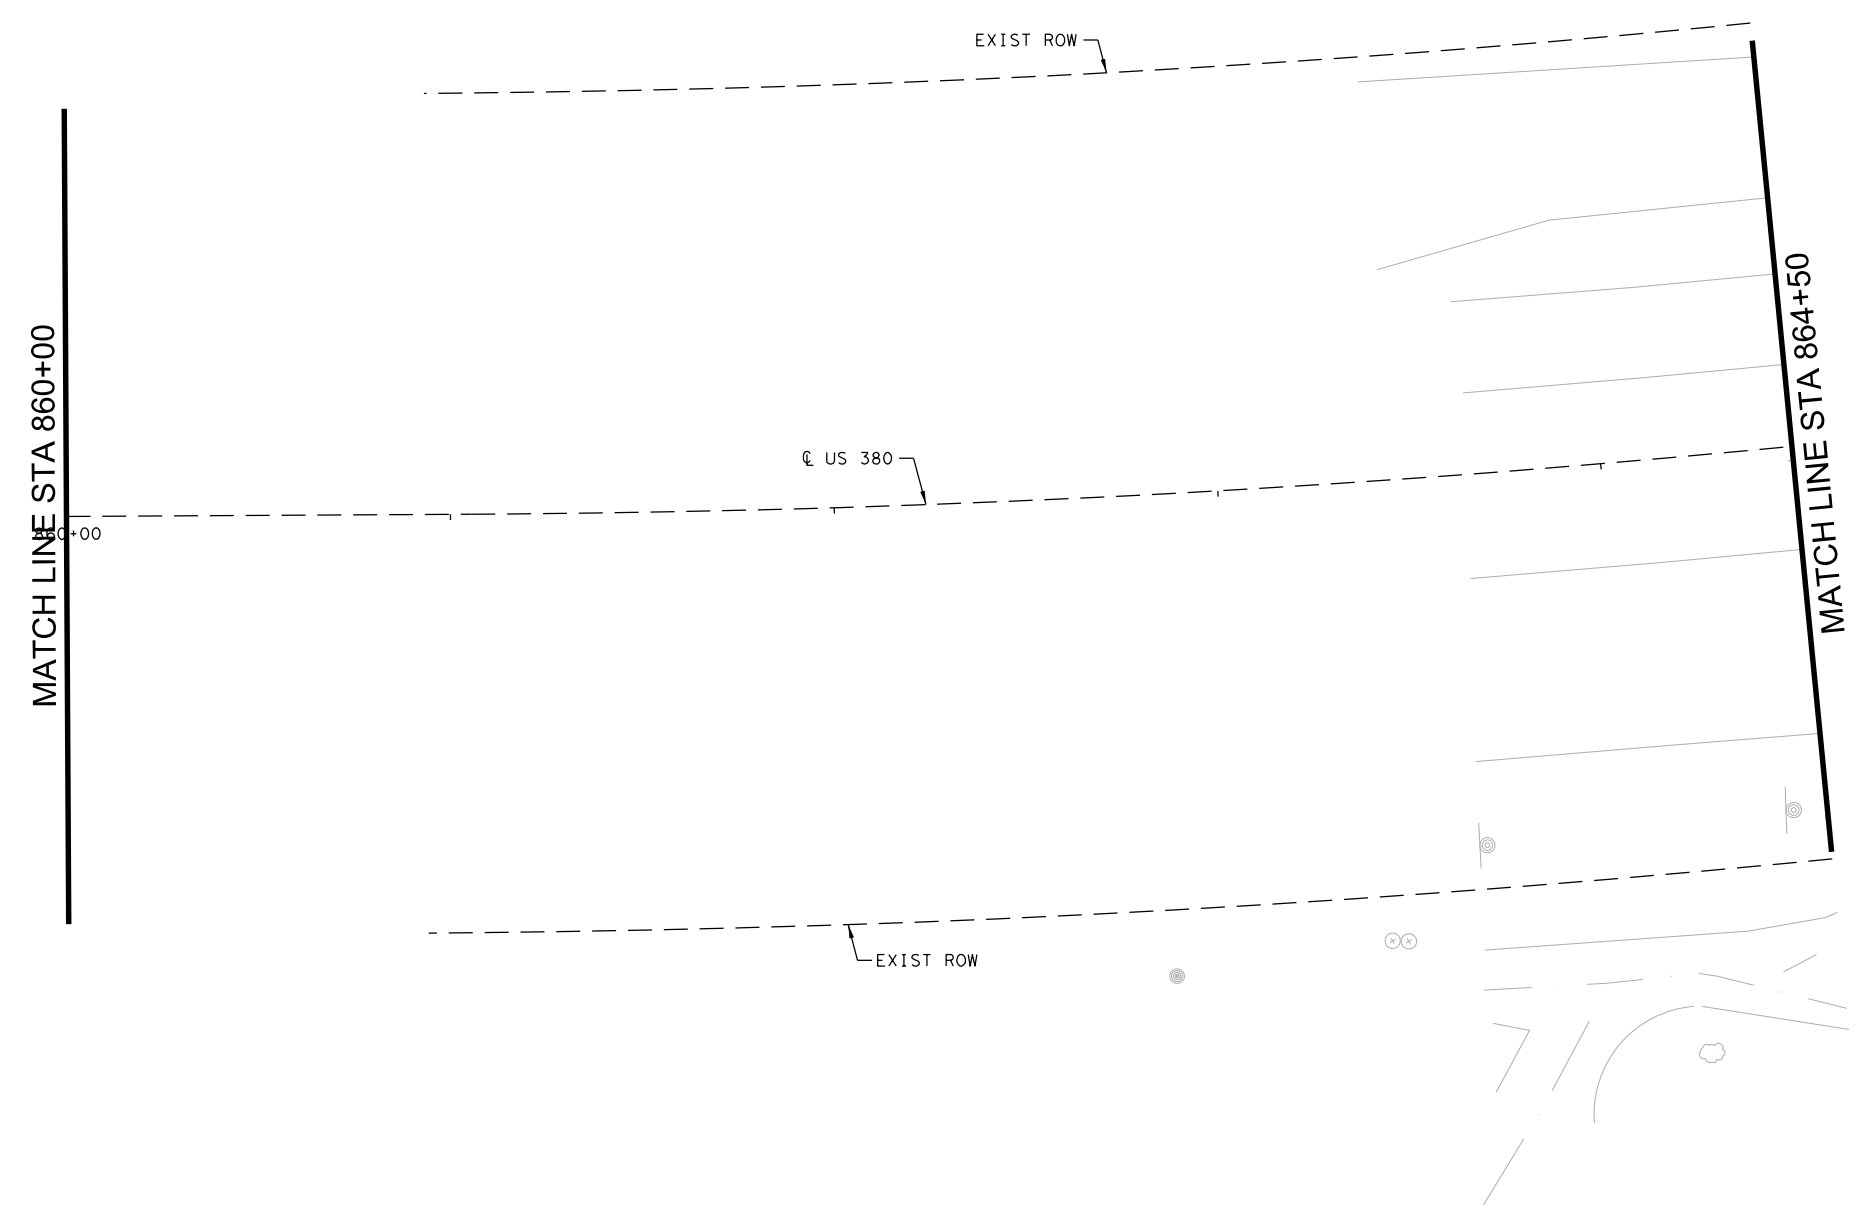 EXIST ROW
MATCH LINE STA 864+50
MATCH LINE STA 860+00
℄ US 380
860+00
EXIST ROW